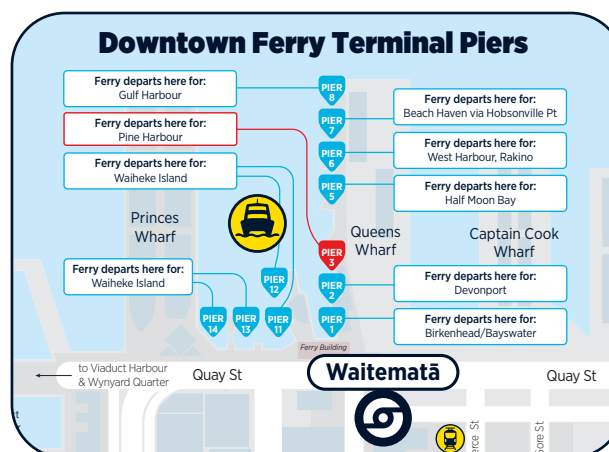 Downtown Ferry Terminal Piers
Ferry departs here for:
Gulf Harbour
PIER
8
Ferry departs here for:
Pine Harbour
PIER
7
Ferry departs here for:
Beach Haven via Hobsonville Pt
Ferry departs here for:
Waiheke Island
PIER
6
Ferry departs here for:
West Harbour, Rakino
PIER
5
Ferry departs here for:
Half Moon Bay
Princes
Wharf
Queens
Wharf
Captain Cook
Wharf
PIER
3
Ferry departs here for:
Waiheke Island
PIER
12
PIER
2
Ferry departs here for:
Devonport
PIER
14
PIER
13
PIER
11
PIER
1
Ferry departs here for:
Birkenhead/Bayswater
Ferry Building
to Viaduct Harbour
& Wynyard Quarter
Quay St
Waitematā
Quay St
Gore St